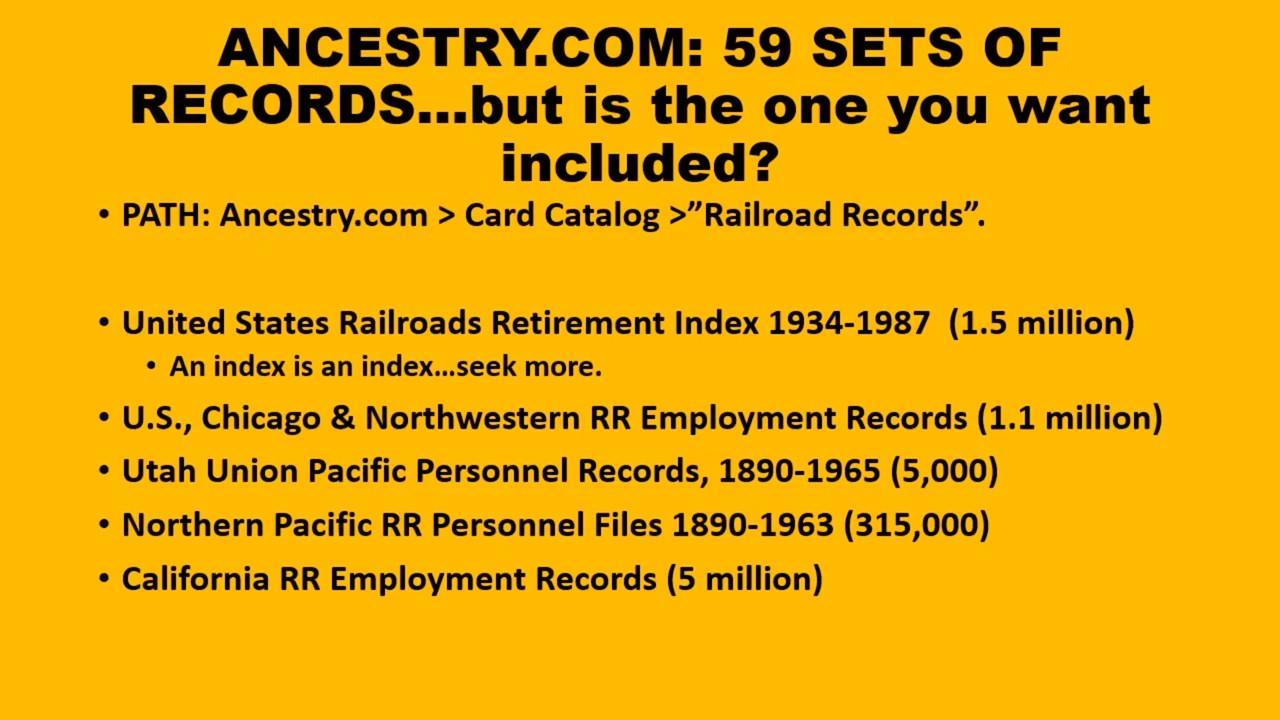 ANCESTRY.COM: 59 SETS OF
RECORDS...but is the one you want
included?
• PATH: Ancestry.com > Card Catalog >”Railroad Records”.
• United States Railroads Retirement Index 1934-1987  (1.5 million)
• An index is an index...seek more.
• U.S., Chicago & Northwestern RR Employment Records (1.1 million)
• Utah Union Pacific Personnel Records, 1890-1965 (5,000)
• Northern Pacific RR Personnel Files 1890-1963 (315,000)
• California RR Employment Records (5 million)